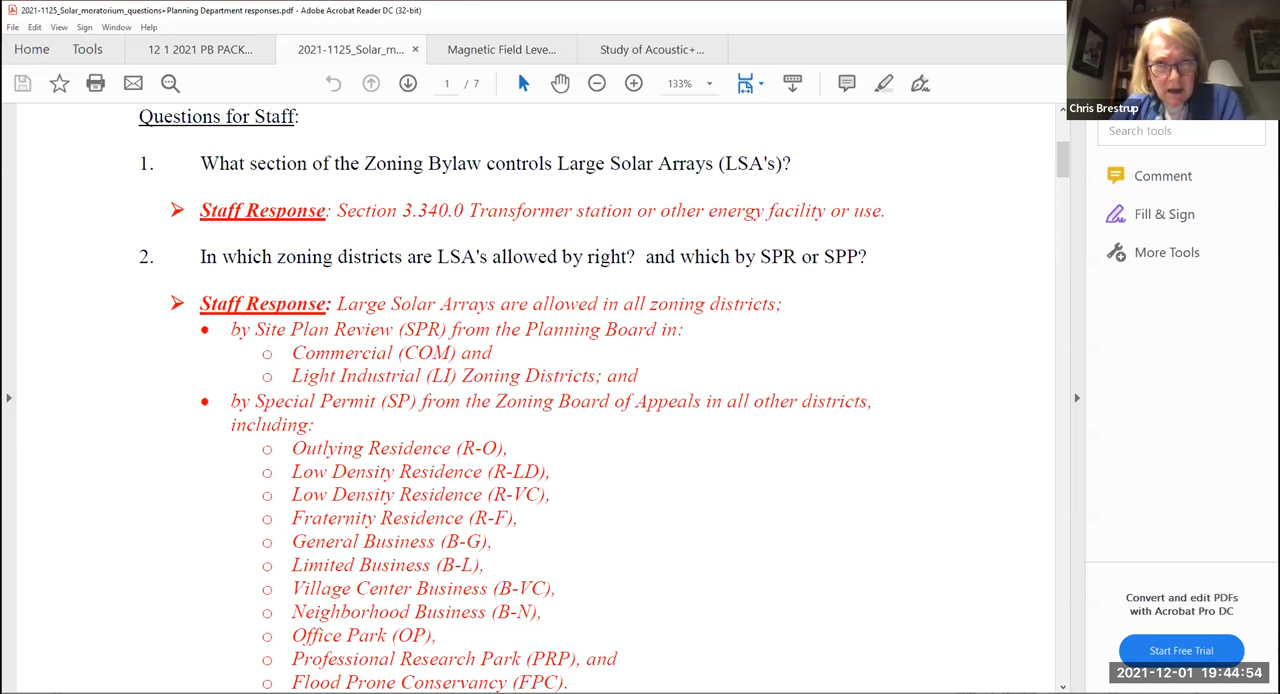 2021-1125_Solar_moratorium_questions+Planning Department responses.pdf - Adobe Acrobat Reader DC (32-bit)
File Edit View Sign Window Help
Home Tools 12 1 2021 PB PACK... 2021-1125_Solar_m... × Magnetic Field Leve... Study of Acoustic+...
1 / 7 133%
Chris Brestrup
Search tools
Comment
Fill & Sign
More Tools
Questions for Staff:
1. What section of the Zoning Bylaw controls Large Solar Arrays (LSA's)?
Staff Response: Section 3.340.0 Transformer station or other energy facility or use.
2. In which zoning districts are LSA's allowed by right? and which by SPR or SPP?
Staff Response: Large Solar Arrays are allowed in all zoning districts;
• by Site Plan Review (SPR) from the Planning Board in:
○ Commercial (COM) and
○ Light Industrial (LI) Zoning Districts; and
• by Special Permit (SP) from the Zoning Board of Appeals in all other districts,
including:
○ Outlying Residence (R-O),
○ Low Density Residence (R-LD),
○ Low Density Residence (R-VC),
○ Fraternity Residence (R-F),
○ General Business (B-G),
○ Limited Business (B-L),
○ Village Center Business (B-VC),
○ Neighborhood Business (B-N),
○ Office Park (OP),
○ Professional Research Park (PRP), and
○ Flood Prone Conservancy (FPC).
Convert and edit PDFs
with Acrobat Pro DC
Start Free Trial
2021-12-01 19:44:54